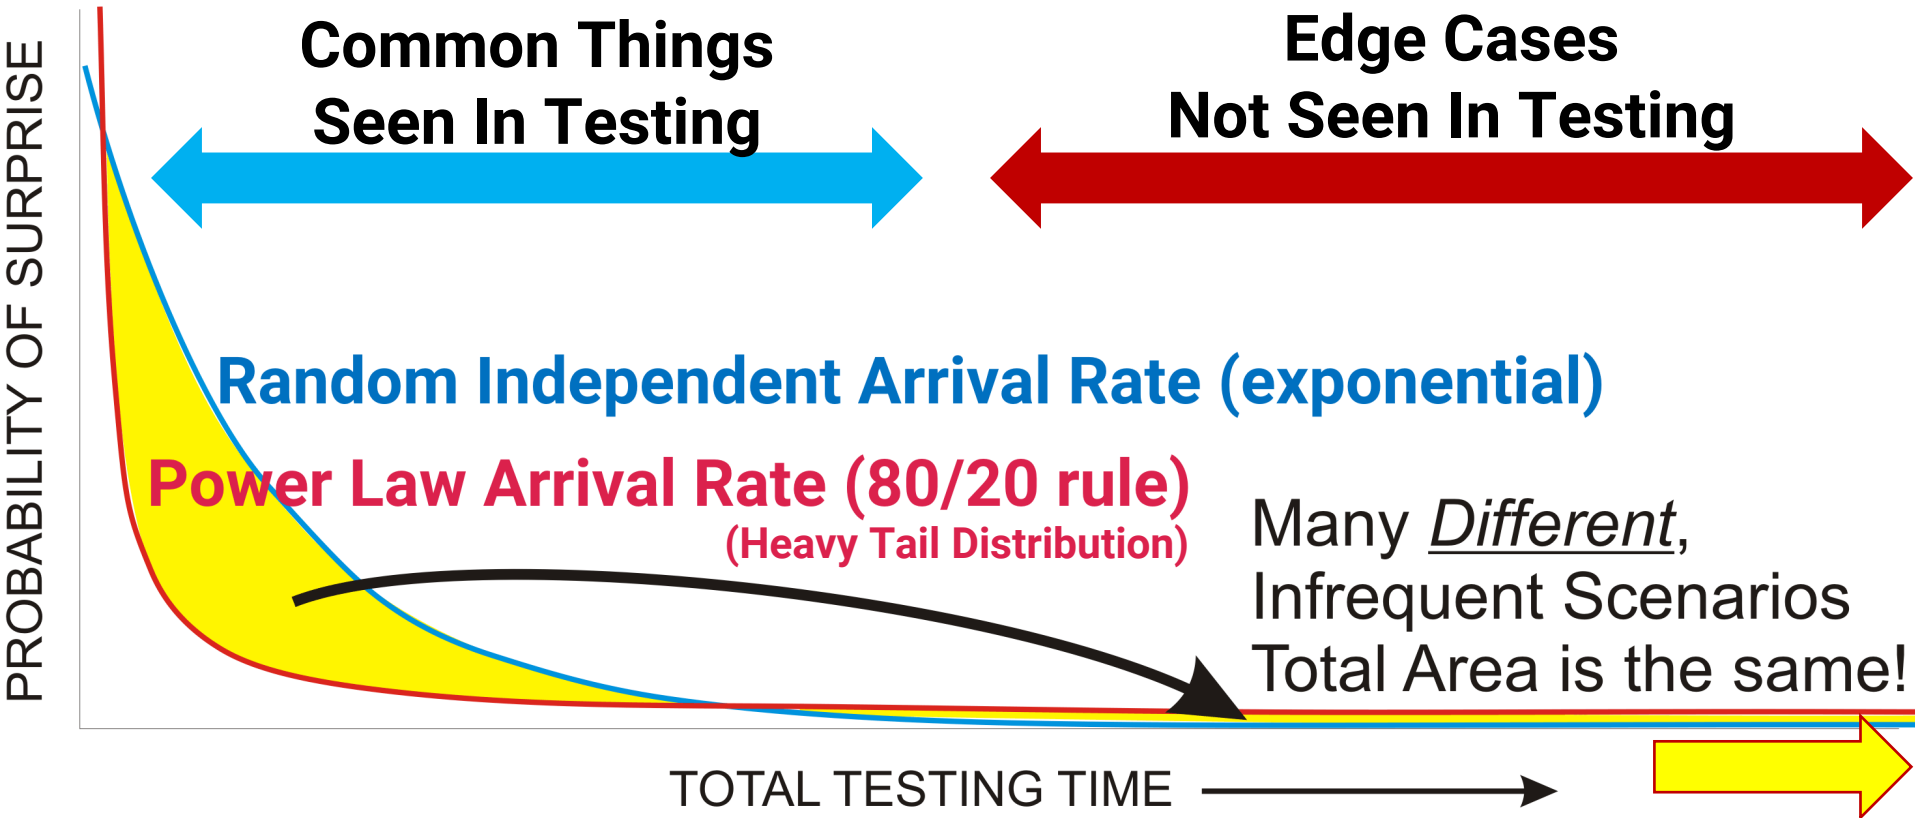 Common Things
Seen In Testing
Edge Cases
Not Seen In Testing
PROBABILITY OF SURPRISE
Random Independent Arrival Rate (exponential)
Power Law Arrival Rate (80/20 rule)
(Heavy Tail Distribution)
Many Different,
Infrequent Scenarios
Total Area is the same!
TOTAL TESTING TIME